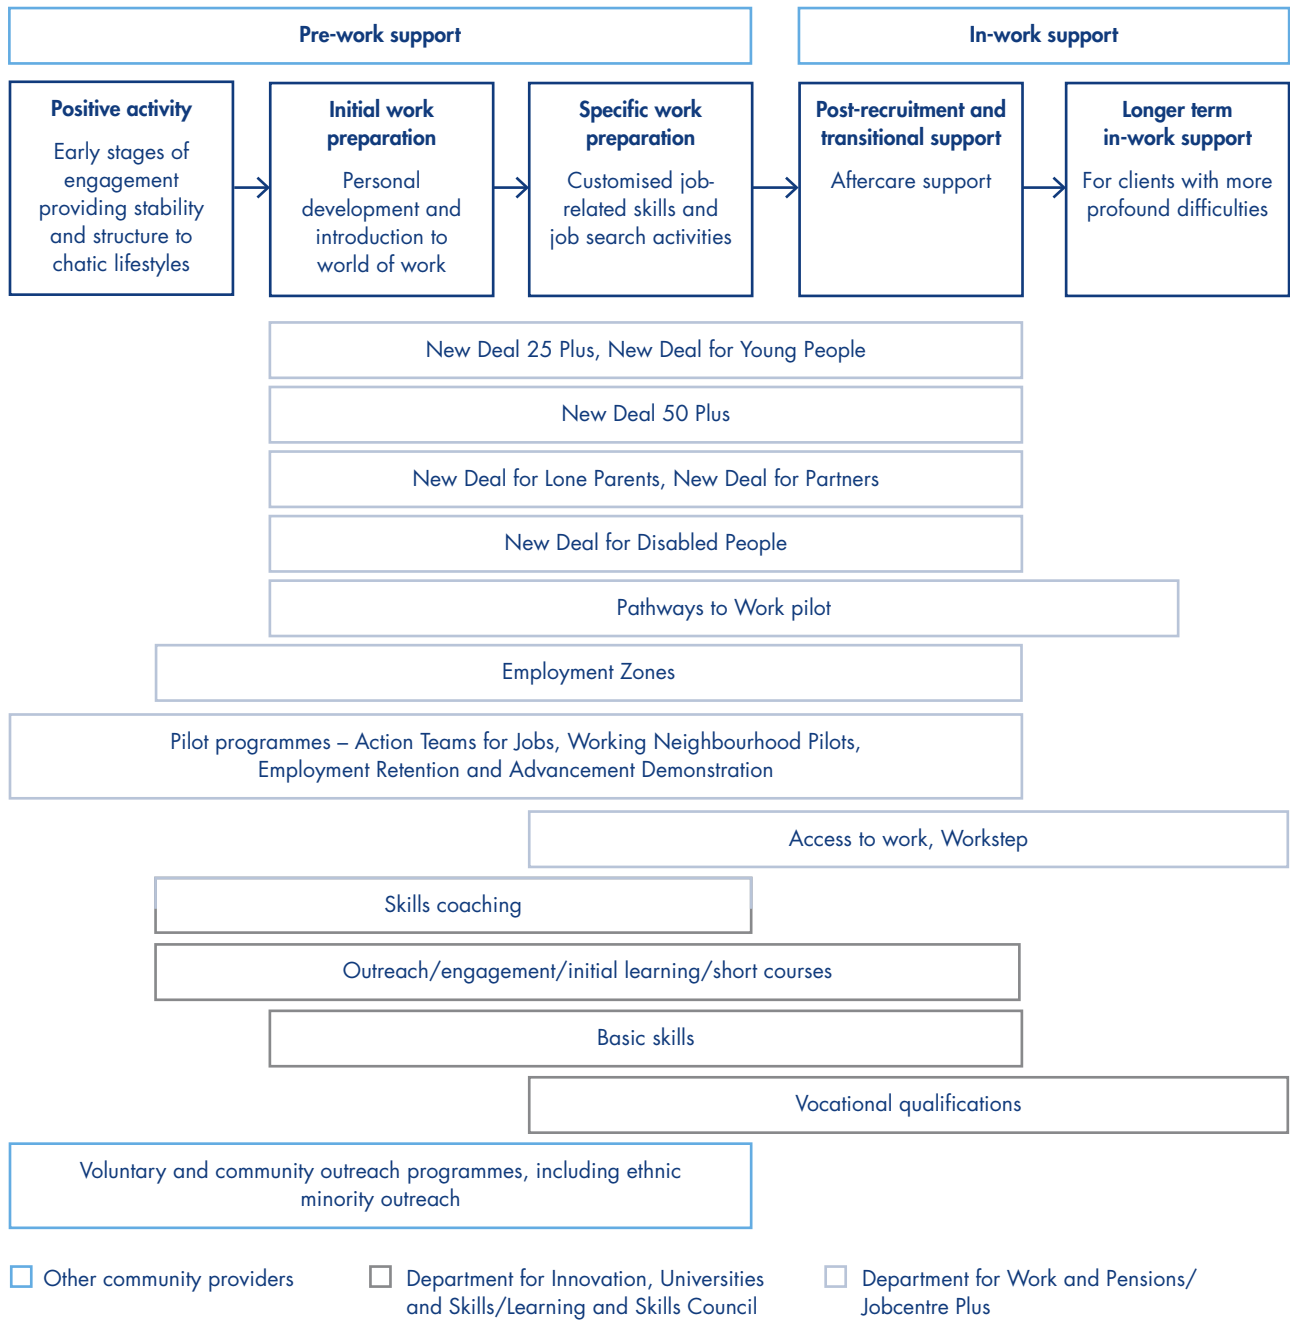 Pre-work support
In-work support
Positive activity
Early stages of
engagement
providing stability
and structure to
chatic lifestyles
Initial work
preparation
Personal
development and
introduction to
world of work
Specific work
preparation
Customised job-
related skills and
job search activities
Post-recruitment and
transitional support
Aftercare support
Longer term
in-work support
For clients with more
profound difficulties
New Deal 25 Plus, New Deal for Young People
New Deal 50 Plus
New Deal for Lone Parents, New Deal for Partners
New Deal for Disabled People
Pathways to Work pilot
Employment Zones
Pilot programmes – Action Teams for Jobs, Working Neighbourhood Pilots,
Employment Retention and Advancement Demonstration
Access to work, Workstep
Skills coaching
Outreach/engagement/initial learning/short courses
Basic skills
Vocational qualifications
Voluntary and community outreach programmes, including ethnic
minority outreach
Other community providers
Department for Innovation, Universities
and Skills/Learning and Skills Council
Department for Work and Pensions/
Jobcentre Plus